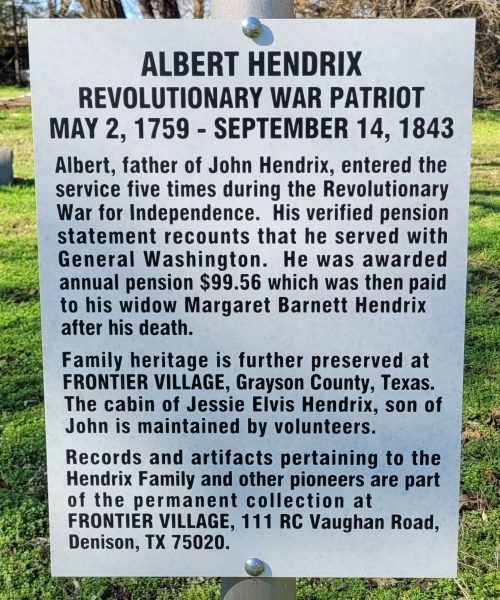 ALBERT HENDRIX
REVOLUTIONARY WAR PATRIOT
MAY 2, 1759 - SEPTEMBER 14, 1843
Albert, father of John Hendrix, entered the
service five times during the Revolutionary
War for Independence. His verified pension
statement recounts that he served with
General Washington. He was awarded
annual pension $99.56 which was then paid
to his widow Margaret Barnett Hendrix
after his death.
Family heritage is further preserved at
FRONTIER VILLAGE, Grayson County, Texas.
The cabin of Jessie Elvis Hendrix, son of
John is maintained by volunteers.
Records and artifacts pertaining to the
Hendrix Family and other pioneers are part
of the permanent collection at
FRONTIER VILLAGE, 111 RC Vaughan Road,
Denison, TX 75020.